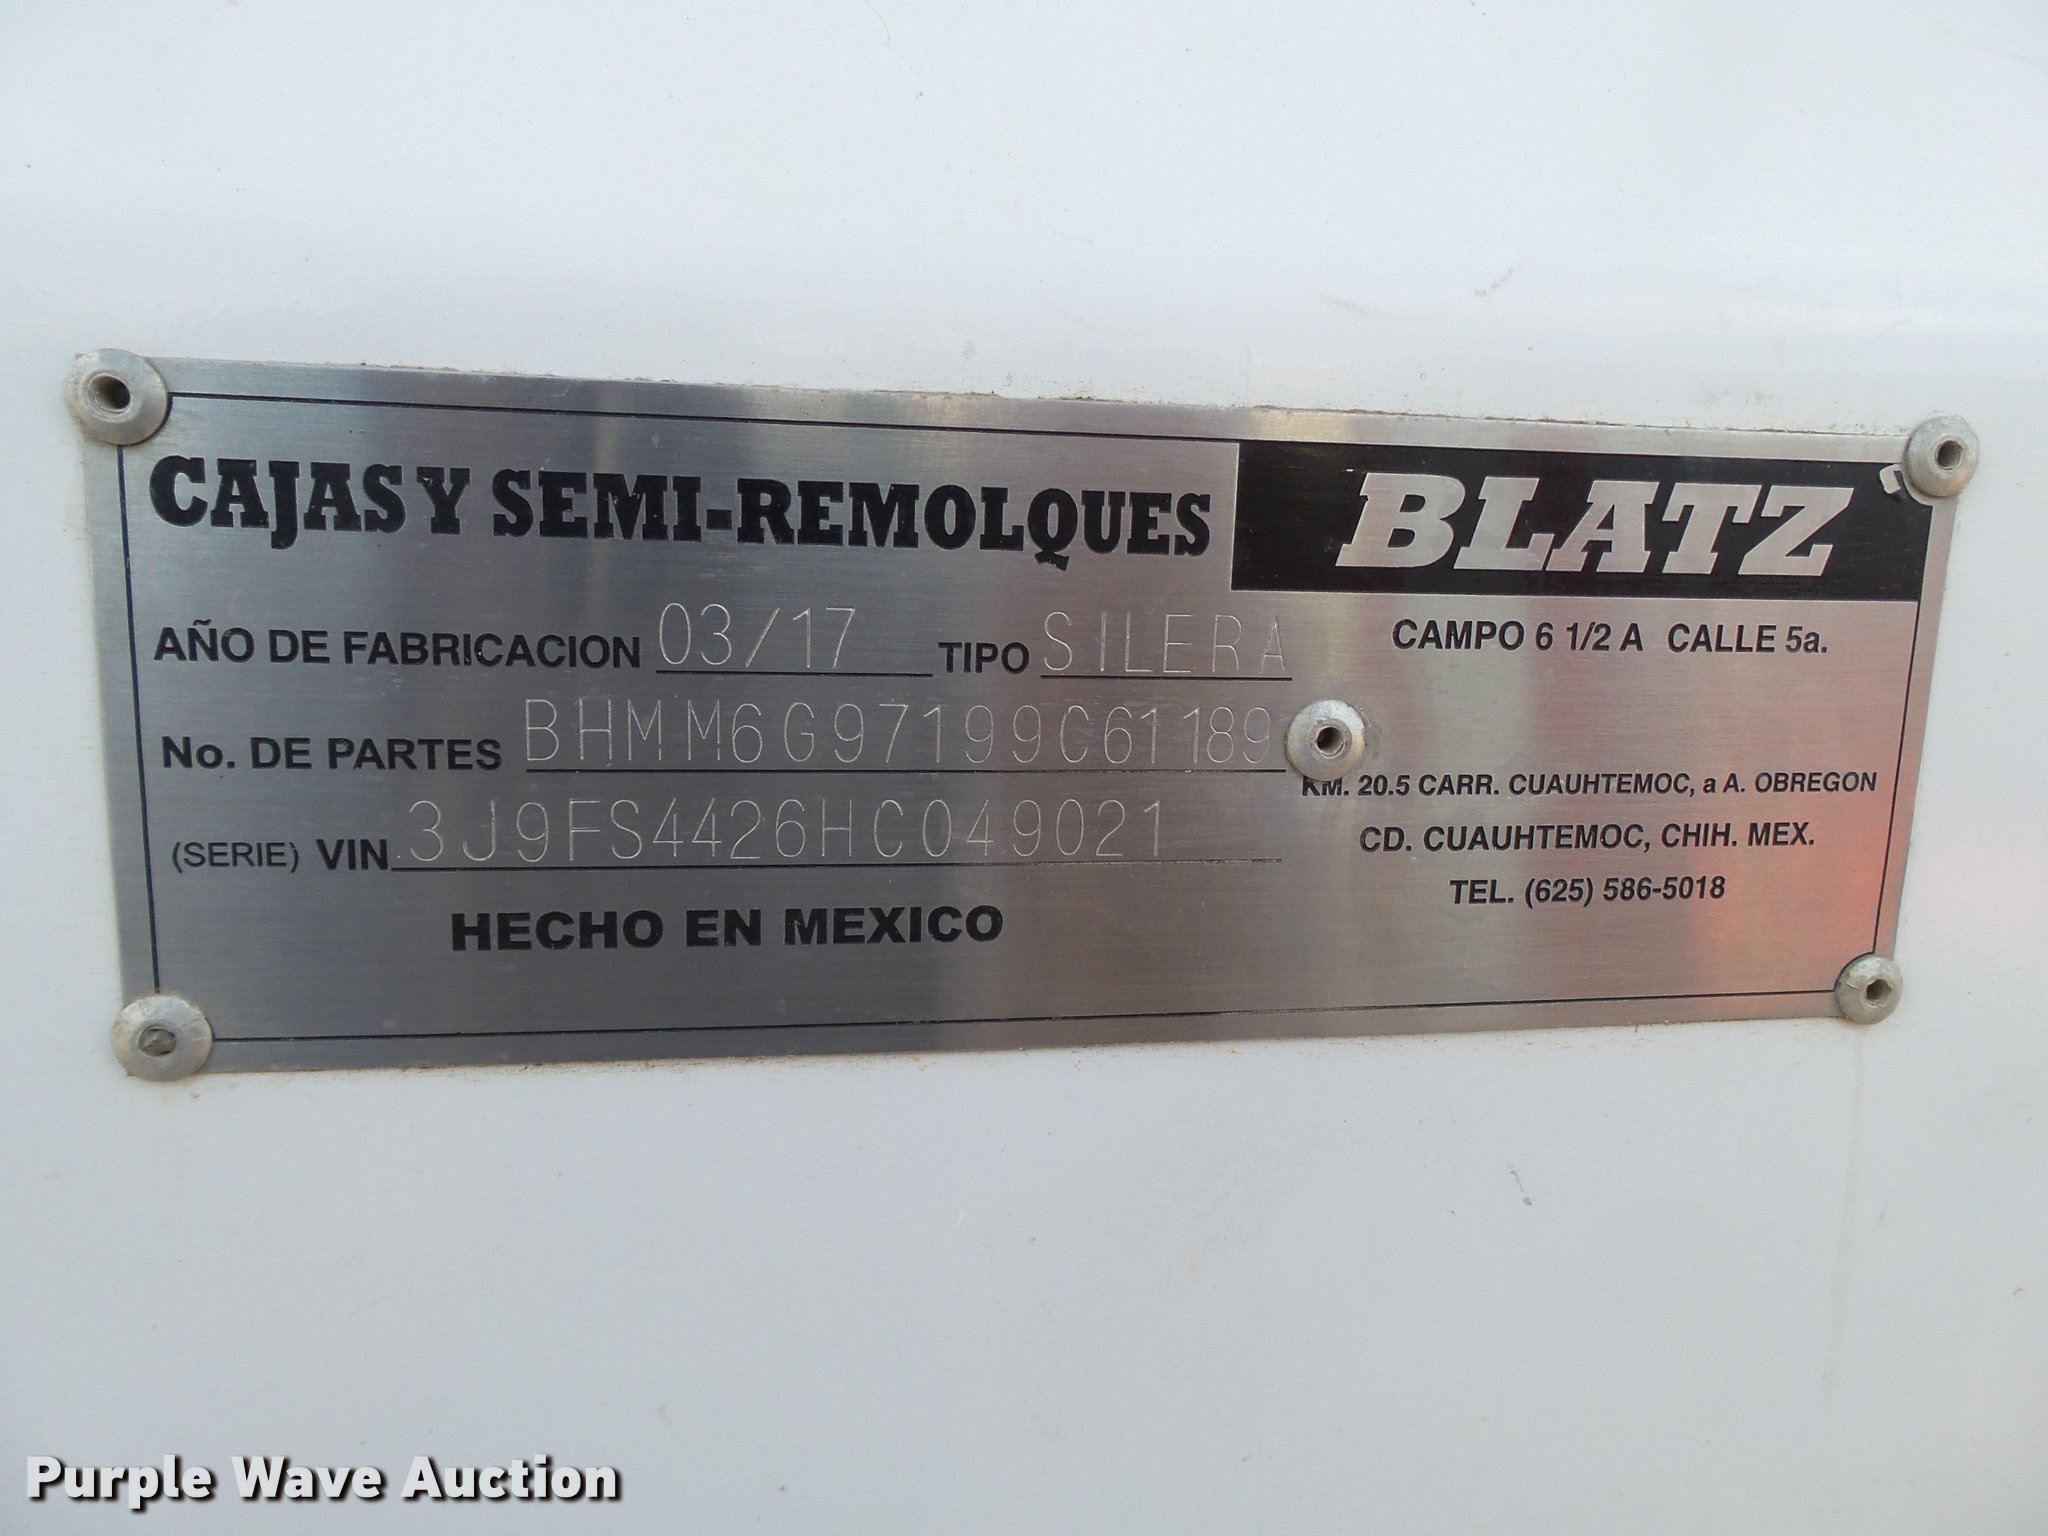 CAJAS Y SEMI-REMOLQUES
BLATZ
AÑO DE FABRICACION 03/17 TIPO SILERA
No. DE PARTES BHMM6G97199C61189
(SERIE) VIN 3J9FS4426HC049021
HECHO EN MEXICO
CAMPO 6 1/2 A CALLE 5a.
KM. 20.5 CARR. CUAUHTEMOC, a A. OBREGON
CD. CUAUHTEMOC, CHIH. MEX.
TEL. (625) 586-5018
Purple Wave Auction